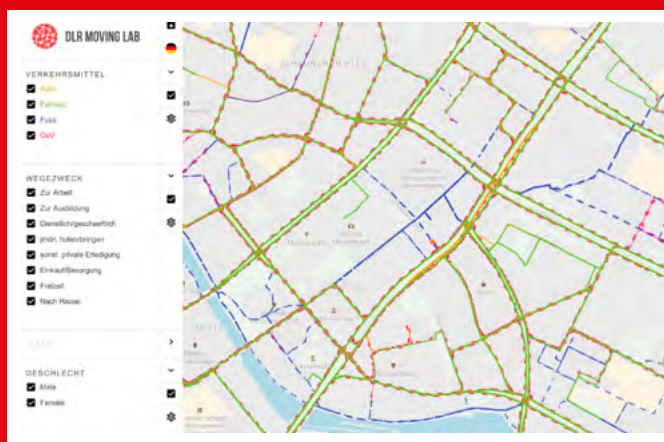 DLR MOVING LAB
VERKEHRSMITTEL
Auto
Fahrrad
Fuss
OeV
WEGEZWECK
Zur Arbeit
Zur Ausbildung
Dienstlich/geschaeftlich
jmdn. holen/bringen
sonst. private Erledigung
Einkauf/Besorgung
Freizeit
Nach Hause
GESCHLECHT
Male
Female